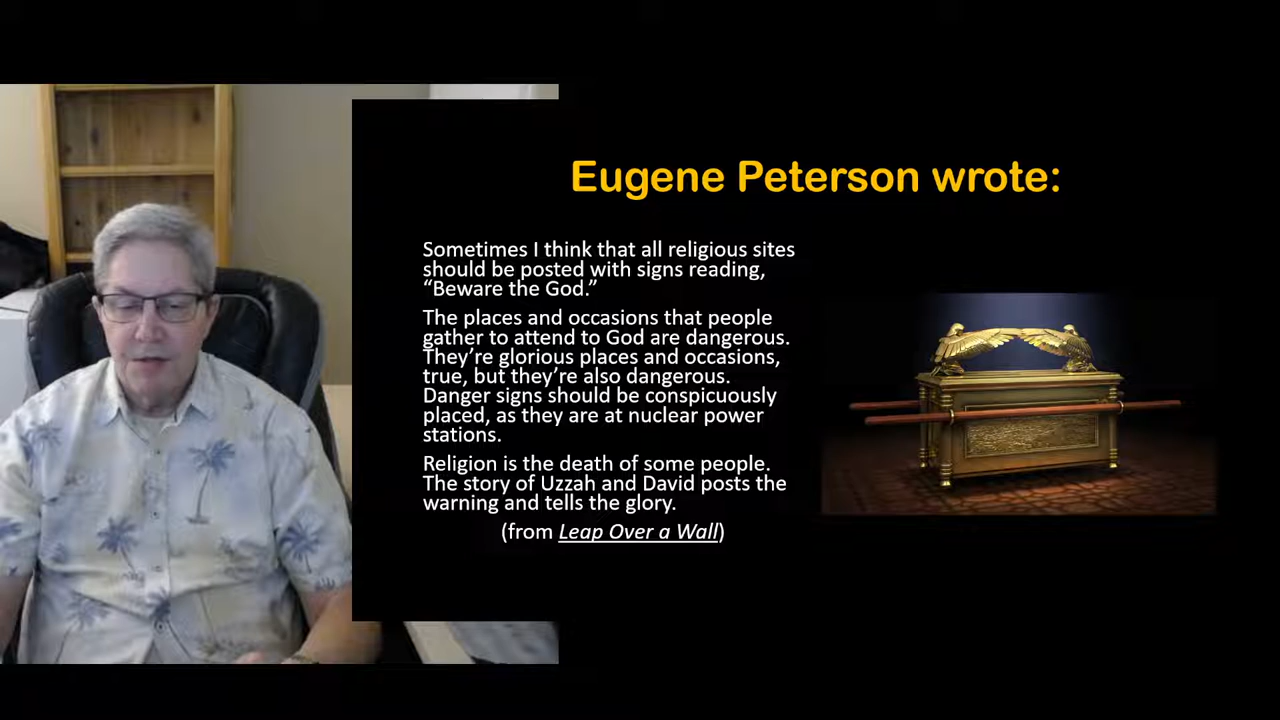 Eugene Peterson wrote:
Sometimes I think that all religious sites
should be posted with signs reading,
“Beware the God.”
The places and occasions that people
gather to attend to God are dangerous.
They’re glorious places and occasions,
true, but they’re also dangerous.
Danger signs should be conspicuously
placed, as they are at nuclear power
stations.
Religion is the death of some people.
The story of Uzzah and David posts the
warning and tells the glory.
(from Leap Over a Wall)